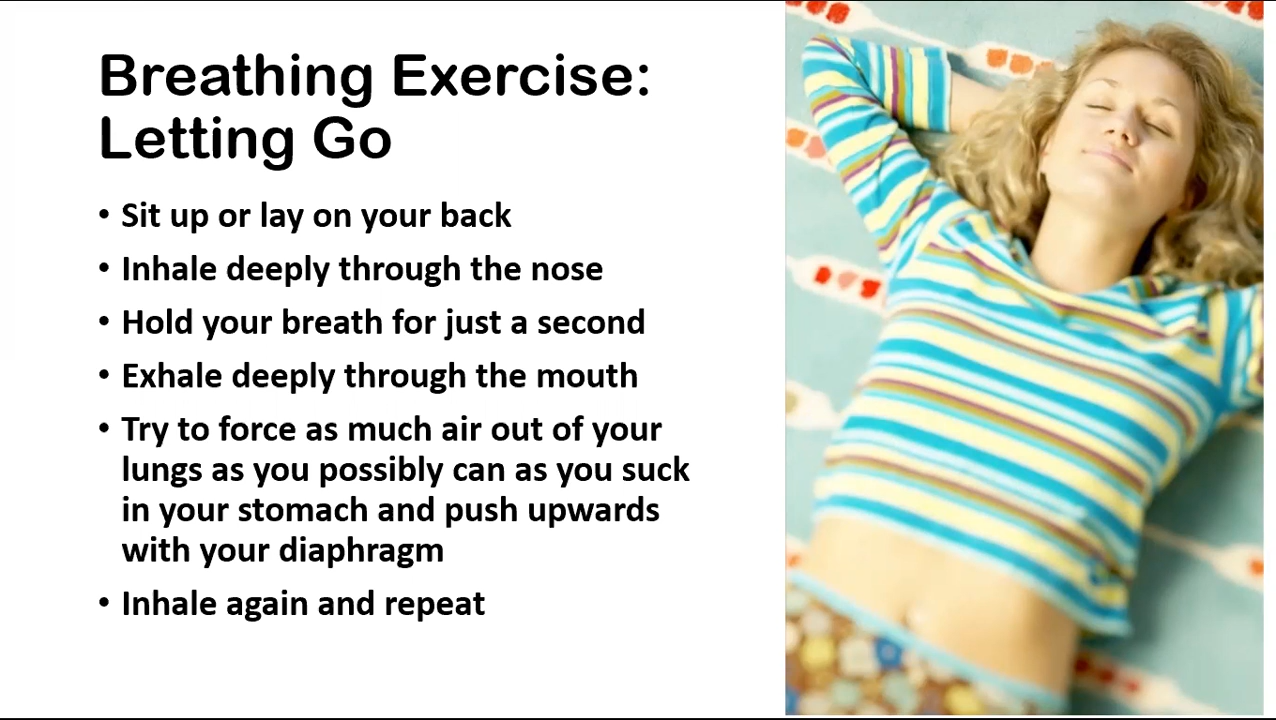 Breathing Exercise:
Letting Go
• Sit up or lay on your back
• Inhale deeply through the nose
• Hold your breath for just a second
• Exhale deeply through the mouth
• Try to force as much air out of your
lungs as you possibly can as you suck
in your stomach and push upwards
with your diaphragm
• Inhale again and repeat